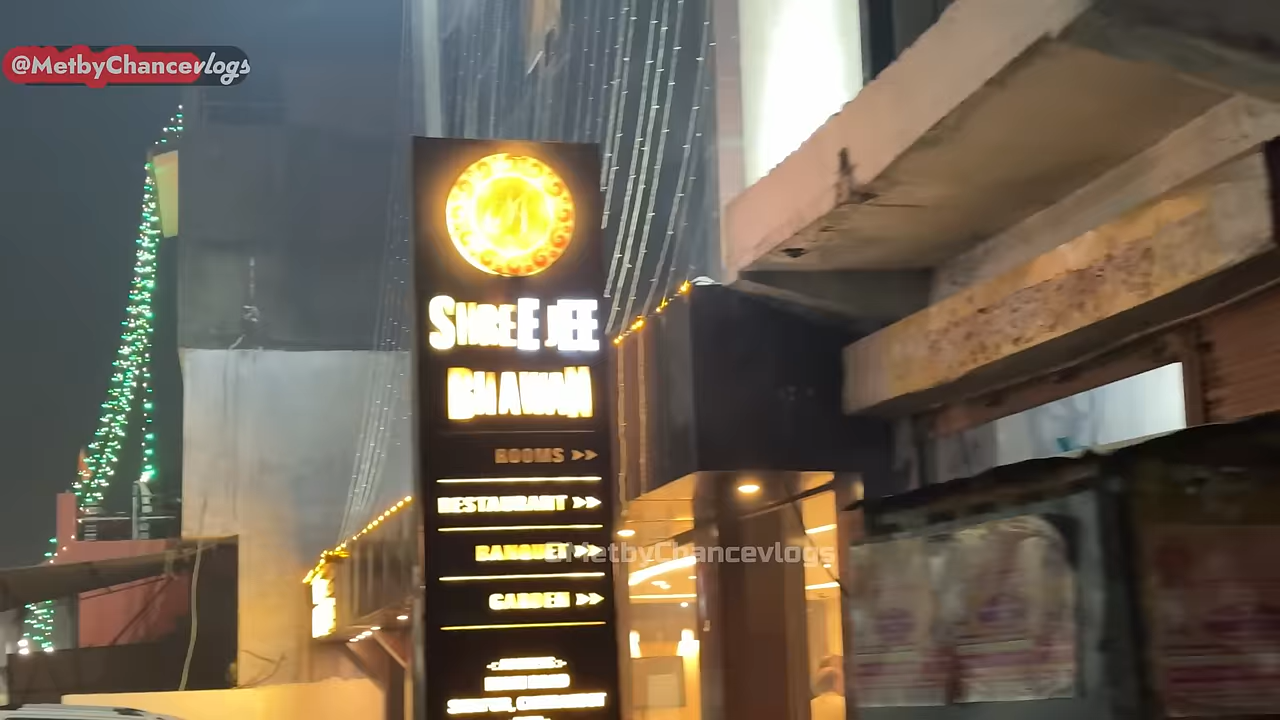 @MetbyChancevlogs
SHREE JEE
BHAWAN
ROOMS >>
RESTAURANT >>
BANQUET >>
@MetbyChancevlogs
GARDEN >>